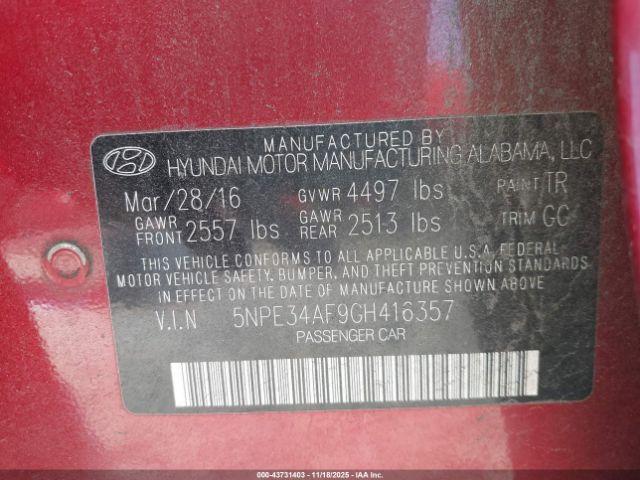 MANUFACTURED BY
HYUNDAI MOTOR MANUFACTURING ALABAMA, LLC
Mar/28/16 GVWR 4497 lbs PAINT TR
GAWR FRONT 2557 lbs GAWR REAR 2513 lbs TRIM GC
THIS VEHICLE CONFORMS TO ALL APPLICABLE U.S.A. FEDERAL
MOTOR VEHICLE SAFETY, BUMPER, AND THEFT PREVENTION STANDARDS
IN EFFECT ON THE DATE OF MANUFACTURE SHOWN ABOVE
V.I.N 5NPE34AF9GH416357
PASSENGER CAR
000-43731403 - 11/18/2025 - COPART